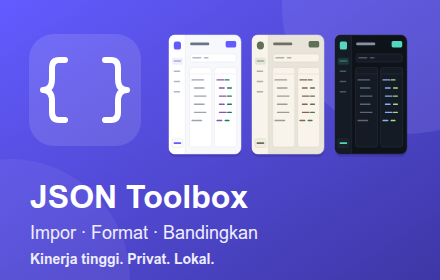 { }
JSON Toolbox
Impor · Format · Bandingkan
Kinerja tinggi. Privat. Lokal.